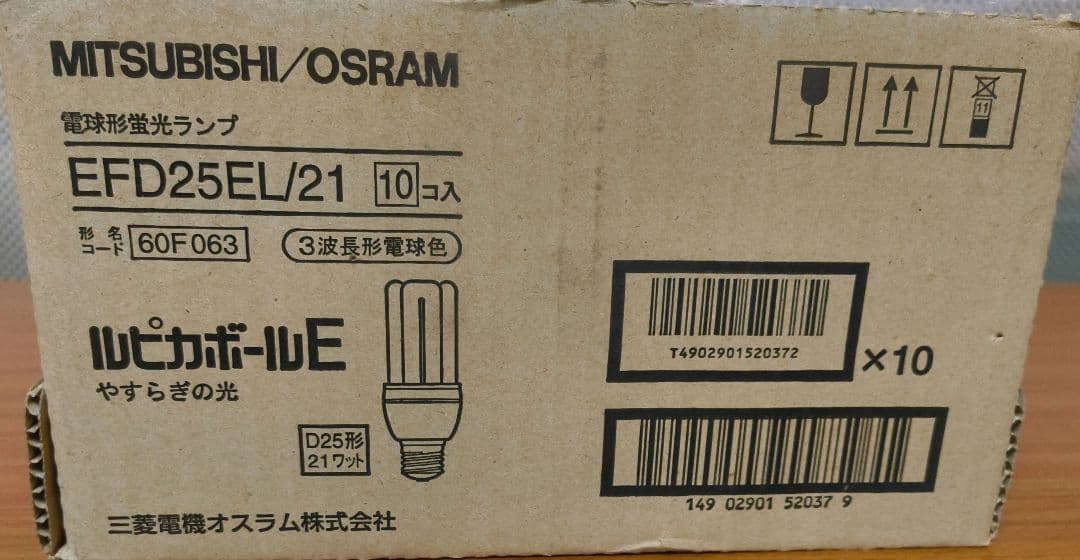 MITSUBISHI/OSRAM
電球形蛍光ランプ
EFD25EL/21 10コ入
形名コード 60F063 3波長形電球色
ルピカボールE
やすらぎの光
D25形
21ワット
三菱電機オスラム株式会社
11
T4902901520372
×10
149 02901 52037 9